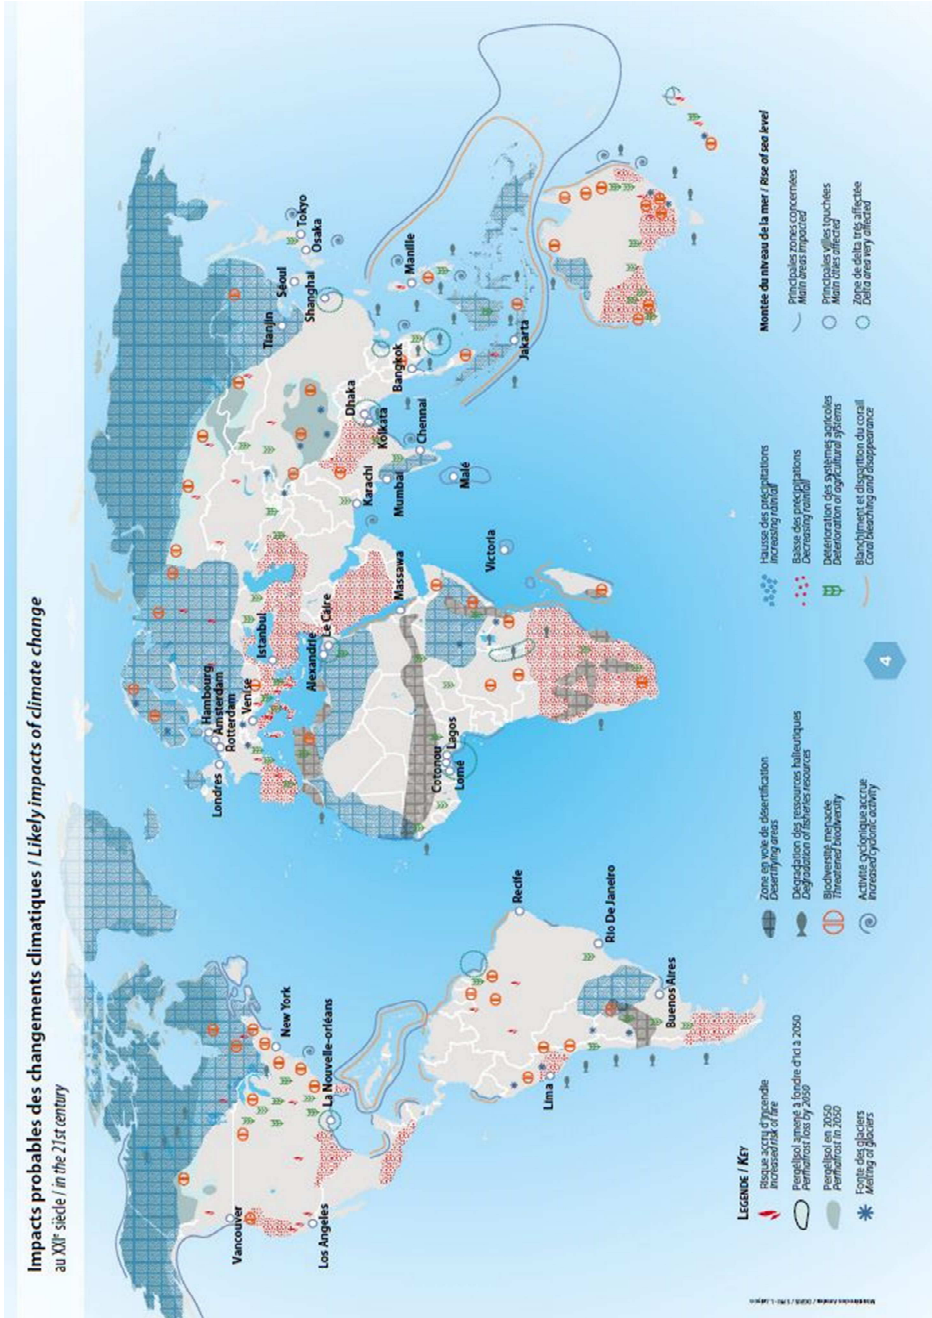 Impacts probables des changements climatiques / Likely impacts of climate change
au XXIe siècle / in the 21st century
Vancouver
Los Angeles
New York
La Nouvelle-orléans
Lima
Recife
Rio De Janeiro
Buenos Aires
Londres
Hambourg
Amsterdam
Rotterdam
Venise
Istanbul
Alexandrie
Le Caire
Massawa
Cotonou
Lagos
Lomé
Victoria
Karachi
Mumbai
Malé
Dhaka
Kolkata
Chennai
Bangkok
Jakarta
Manille
Tianjin
Séoul
Shanghai
Tokyo
Osaka
LEGENDE / KEY
Risque accru d'incendie
Increased risk of fire
Pergélisol amené à fondre d'ici à 2050
Permafrost loss by 2050
Pergélisol en 2050
Permafrost in 2050
Fonte des glaciers
Melting of glaciers
Zone en voie de désertification
Desertifying areas
Dégradation des ressources halieutiques
Degradation of fisheries resources
Biodiversité menacée
Threatened biodiversity
Activité cyclonique accrue
Increased cyclonic activity
Hausse des précipitations
Increasing rainfall
Baisse des précipitations
Decreasing rainfall
Détérioration des systèmes agricoles
Deterioration of agricultural systems
Blanchiment et disparition du corail
Coral bleaching and disappearance
Montée du niveau de la mer / Rise of sea level
Principales zones concernées
Main areas impacted
Principales villes touchées
Main cities affected
Zone de delta très affectée
Delta area very affected
4